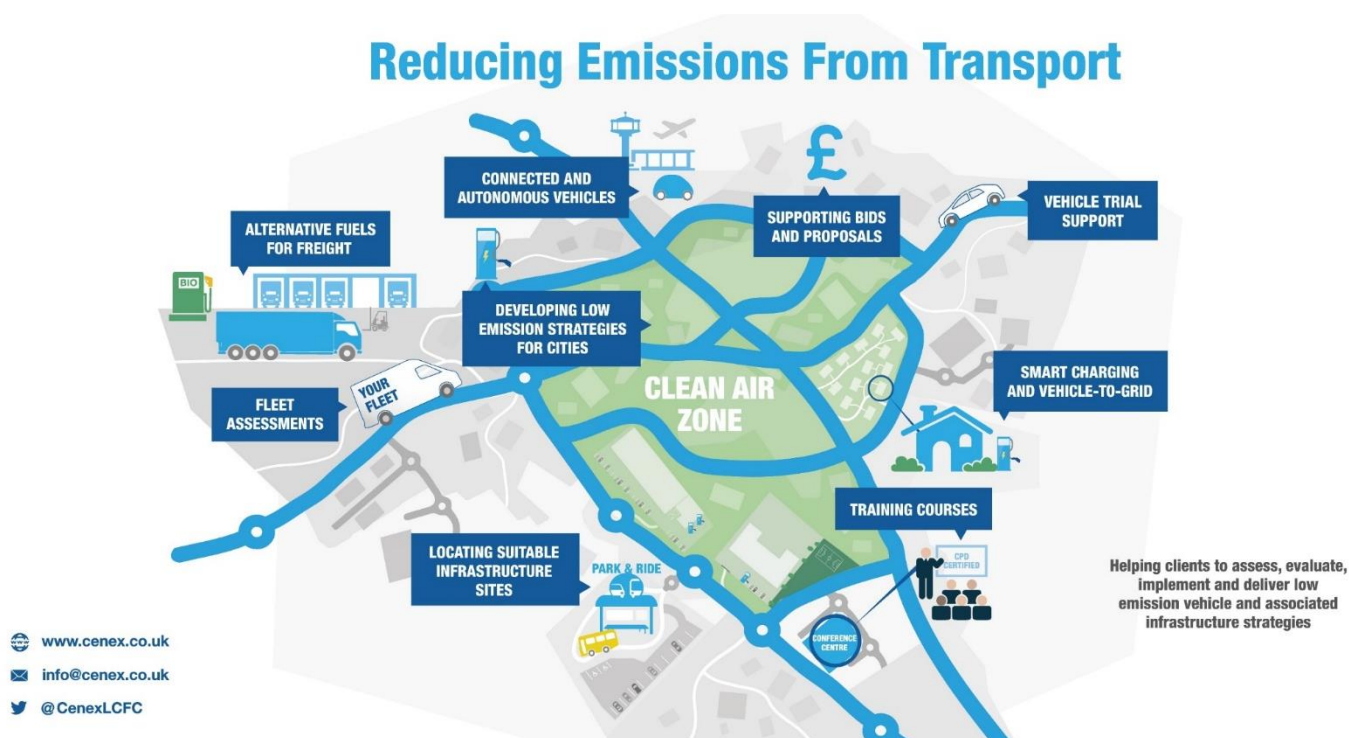 Reducing Emissions From Transport
CONNECTED AND
AUTONOMOUS VEHICLES
£
SUPPORTING BIDS
AND PROPOSALS
VEHICLE TRIAL
SUPPORT
ALTERNATIVE FUELS
FOR FREIGHT
BIO
DEVELOPING LOW
EMISSION STRATEGIES
FOR CITIES
YOUR
FLEET
FLEET
ASSESSMENTS
CLEAN AIR
ZONE
SMART CHARGING
AND VEHICLE-TO-GRID
TRAINING COURSES
CPD
CERTIFIED
LOCATING SUITABLE
INFRASTRUCTURE
SITES
PARK & RIDE
CONFERENCE
CENTRE
Helping clients to assess, evaluate,
implement and deliver low
emission vehicle and associated
infrastructure strategies
www.cenex.co.uk
info@cenex.co.uk
@CenexLCFC